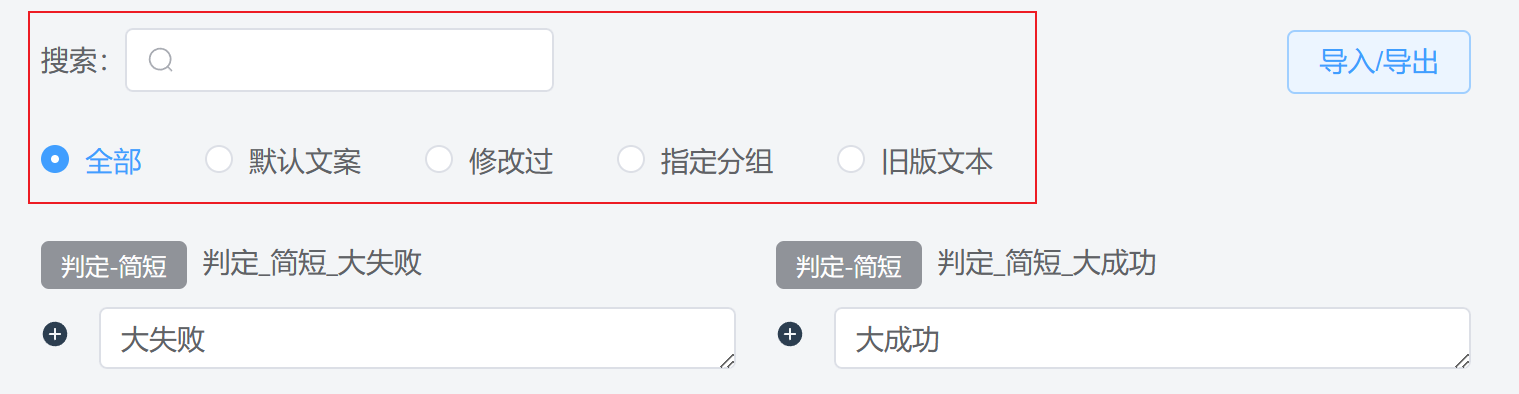 搜索：
导入/导出
全部 默认文案 修改过 指定分组 旧版文本
判定-简短 判定_简短_大失败
判定-简短 判定_简短_大成功
大失败
大成功